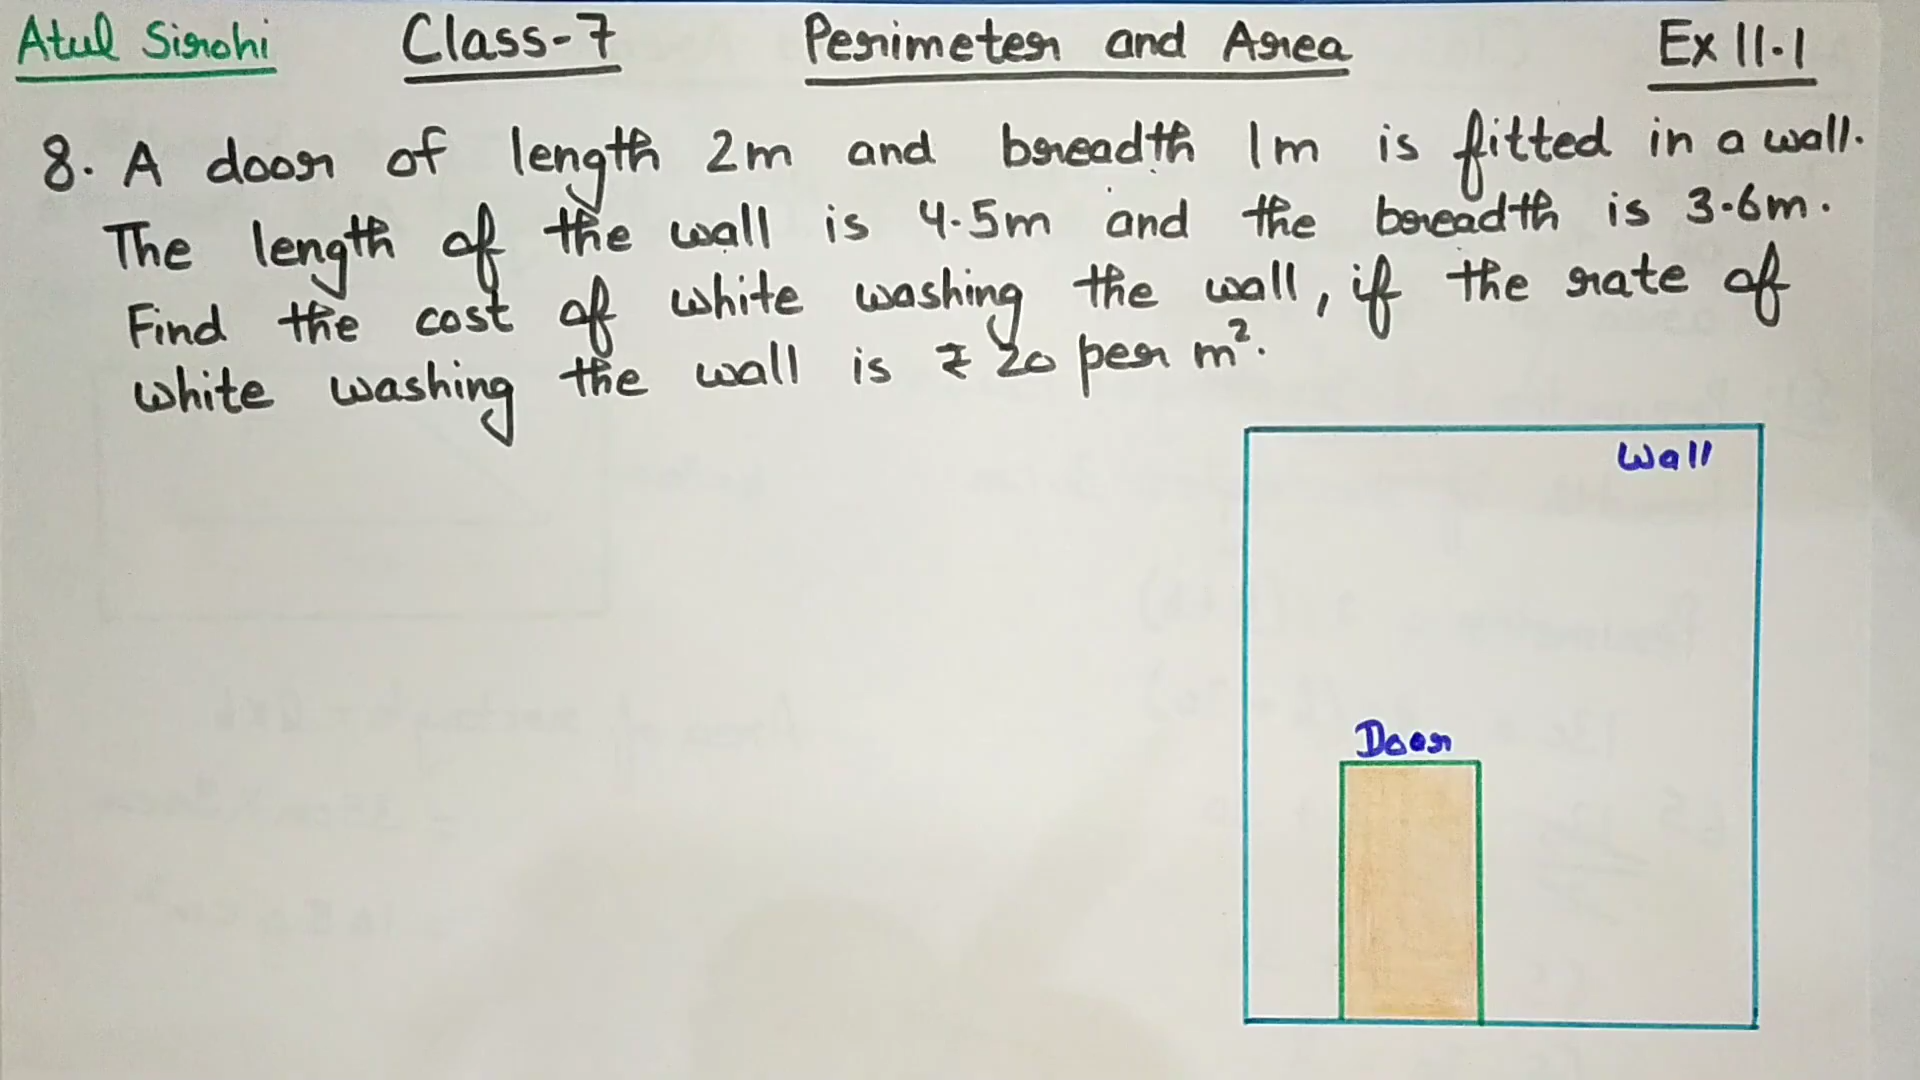 Atul Sirohi Class-7 Perimeter and Area Ex 11.1
8. A door of length 2m and breadth 1m is fitted in a wall.
The length of the wall is 4.5m and the breadth is 3.6m.
Find the cost of white washing the wall, if the rate of
white washing the wall is ₹ 20 per m².
Wall
Door